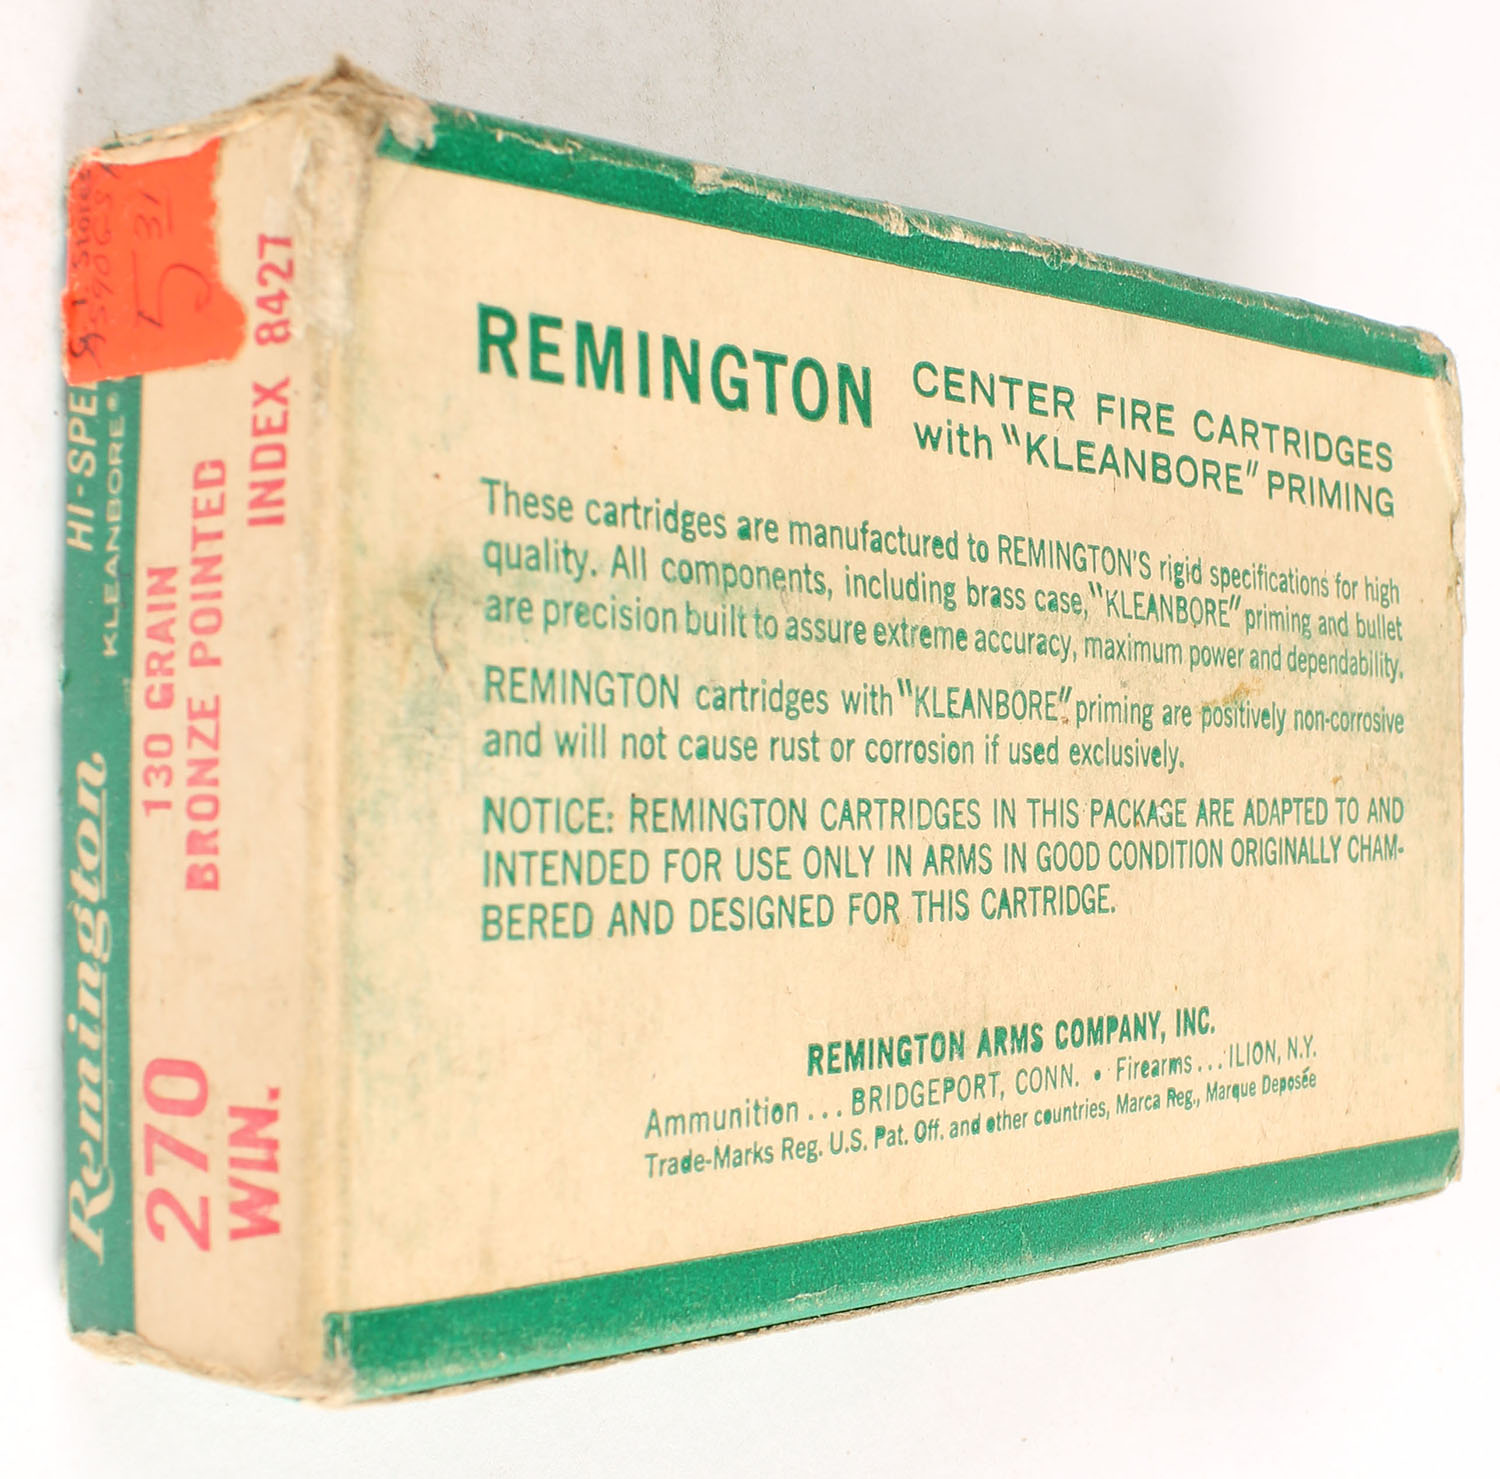 REMINGTON CENTER FIRE CARTRIDGES
with "KLEANBORE" PRIMING
These cartridges are manufactured to REMINGTON'S rigid specifications for high
quality. All components, including brass case, "KLEANBORE" priming and bullet
are precision built to assure extreme accuracy, maximum power and dependability.
REMINGTON cartridges with "KLEANBORE" priming are positively non-corrosive
and will not cause rust or corrosion if used exclusively.
NOTICE: REMINGTON CARTRIDGES IN THIS PACKAGE ARE ADAPTED TO AND
INTENDED FOR USE ONLY IN ARMS IN GOOD CONDITION ORIGINALLY CHAM-
BERED AND DESIGNED FOR THIS CARTRIDGE.
REMINGTON ARMS COMPANY, INC.
Ammunition ... BRIDGEPORT, CONN. • Firearms ... ILION, N.Y.
Trade-Marks Reg. U.S. Pat. Off. and other countries, Marca Reg., Marque Deposée
Remington HI-SPE
KLEANBORE®
270 130 GRAIN
WIN. BRONZE POINTED
INDEX 8427
Stores
5 31